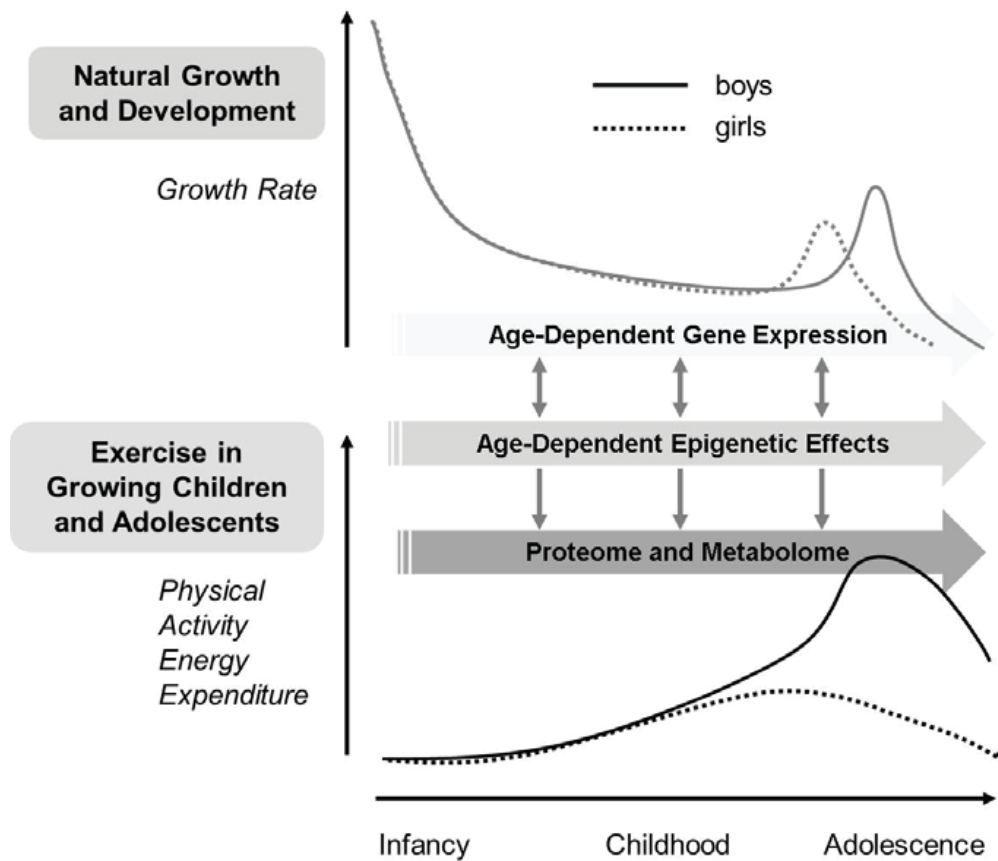 Natural Growth
and Development
Growth Rate
boys
girls
Age-Dependent Gene Expression
Age-Dependent Epigenetic Effects
Exercise in
Growing Children
and Adolescents
Proteome and Metabolome
Physical
Activity
Energy
Expenditure
Infancy
Childhood
Adolescence